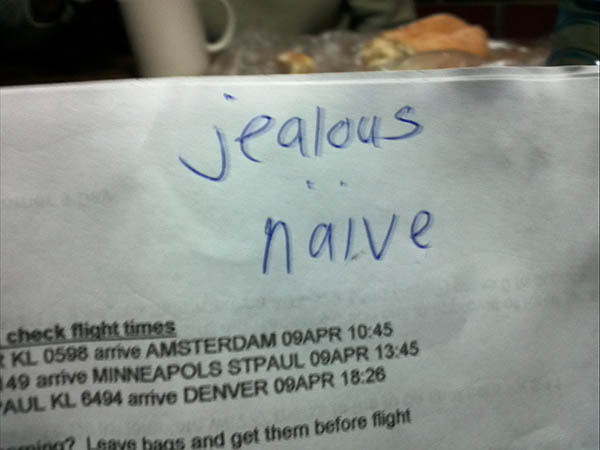 jealous
naïve
check flight times
KL 0598 arrive AMSTERDAM 09APR 10:45
149 arrive MINNEAPOLS STPAUL 09APR 13:45
PAUL KL 6494 arrive DENVER 09APR 18:26
Leave bags and get them before flight